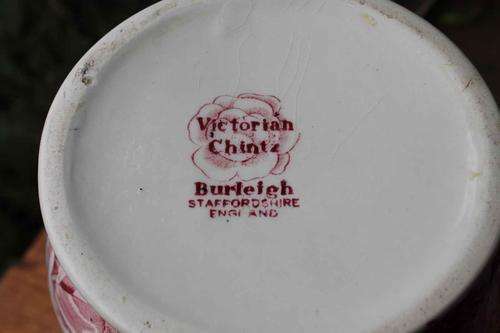 Victorian
Chintz
Burleigh
STAFFORDSHIRE
ENGLAND